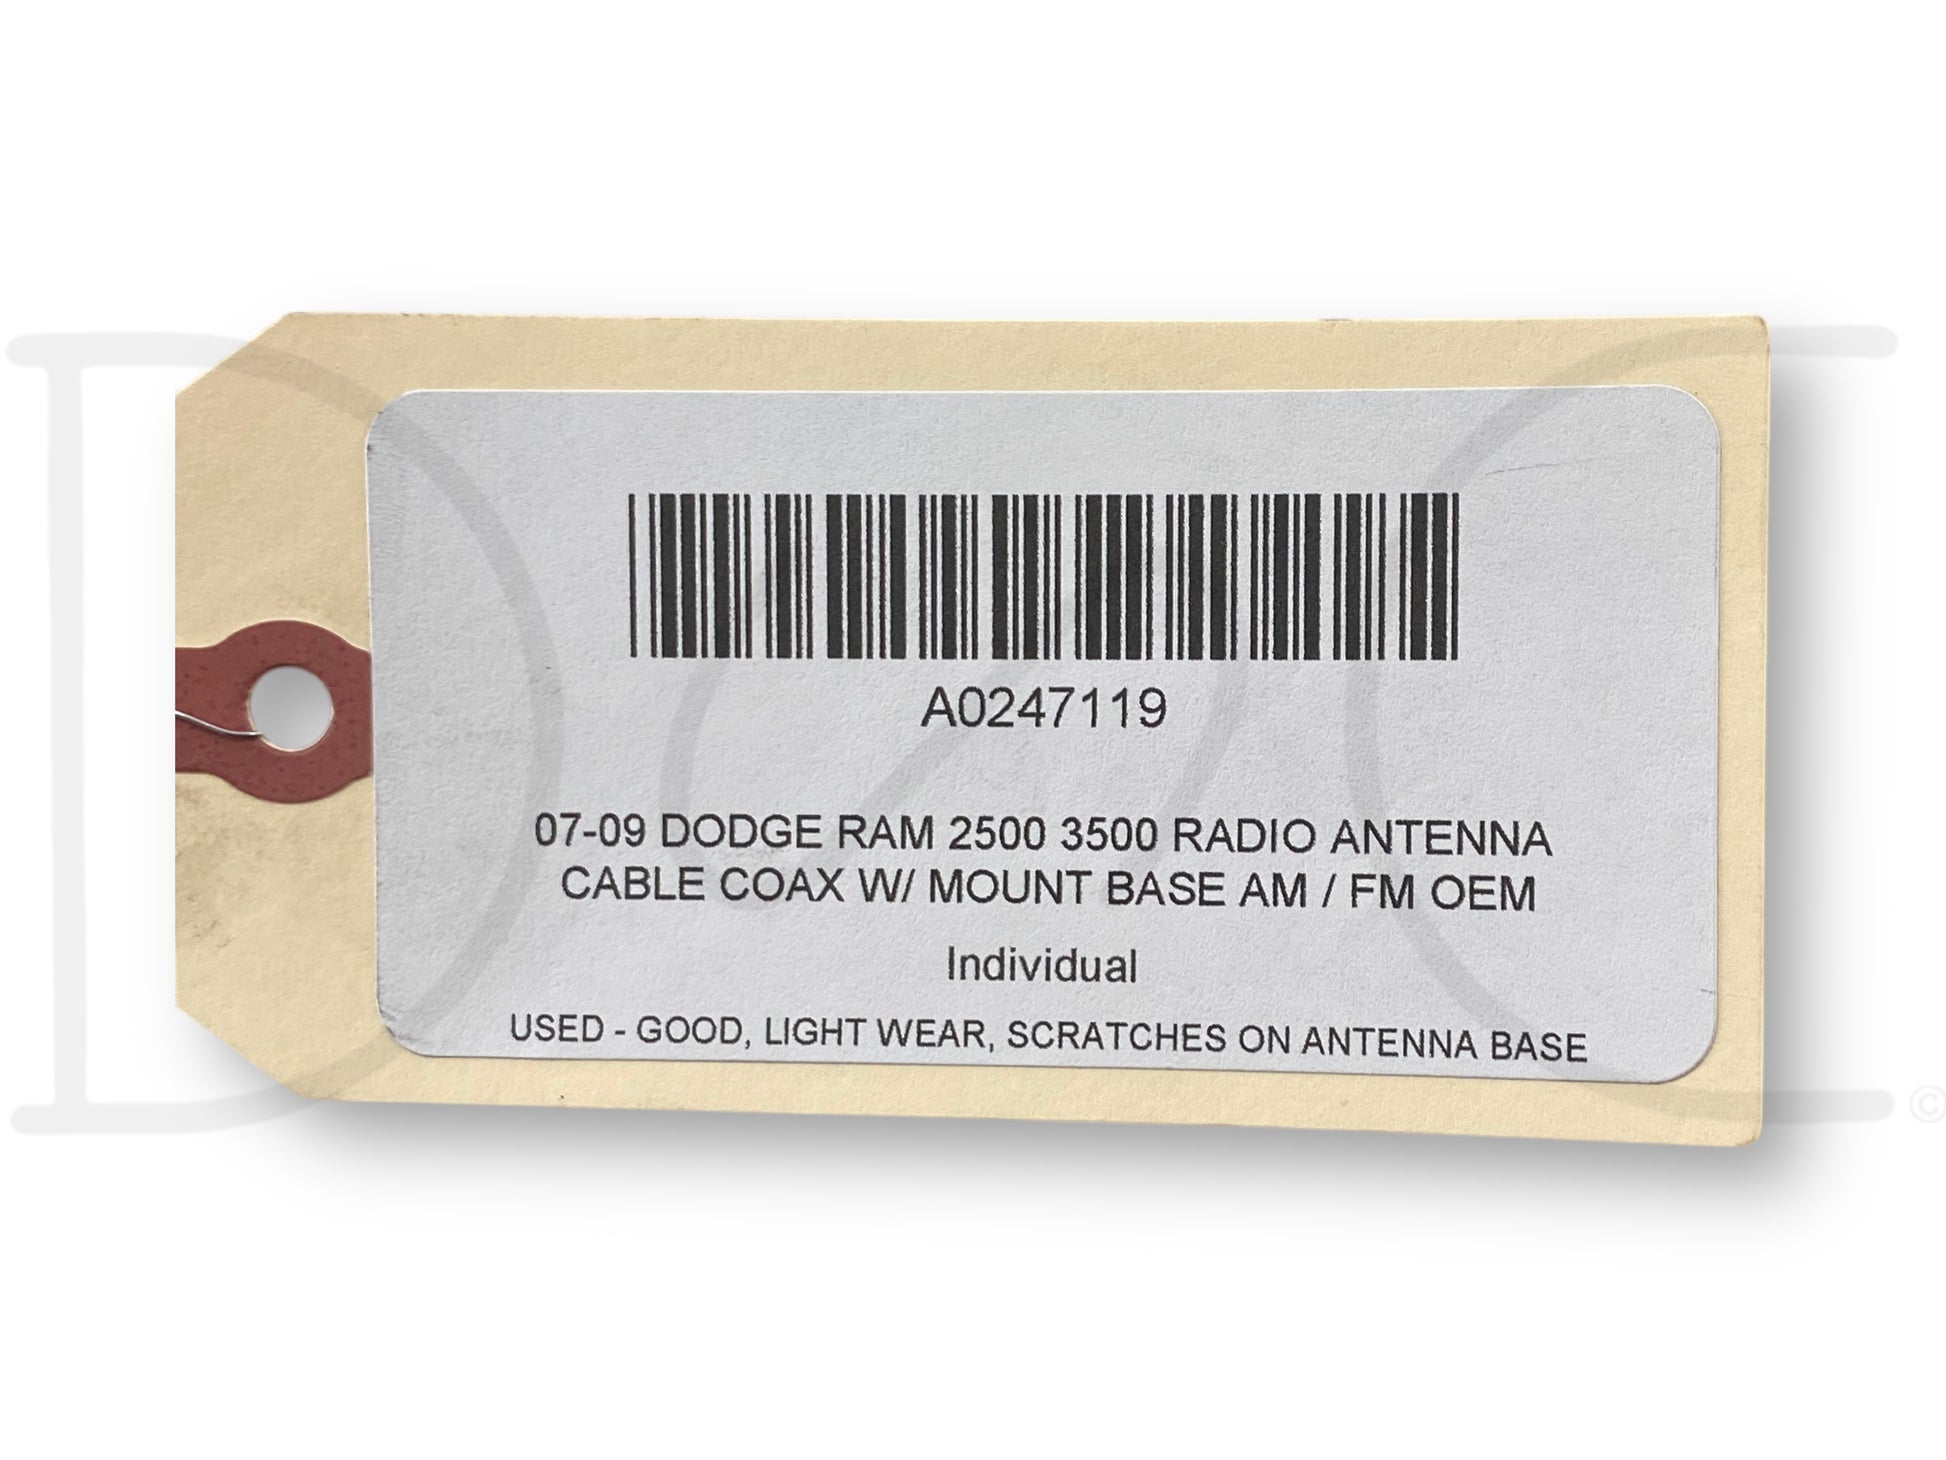 A0247119
07-09 DODGE RAM 2500 3500 RADIO ANTENNA
CABLE COAX W/ MOUNT BASE AM / FM OEM
Individual
USED - GOOD, LIGHT WEAR, SCRATCHES ON ANTENNA BASE
©